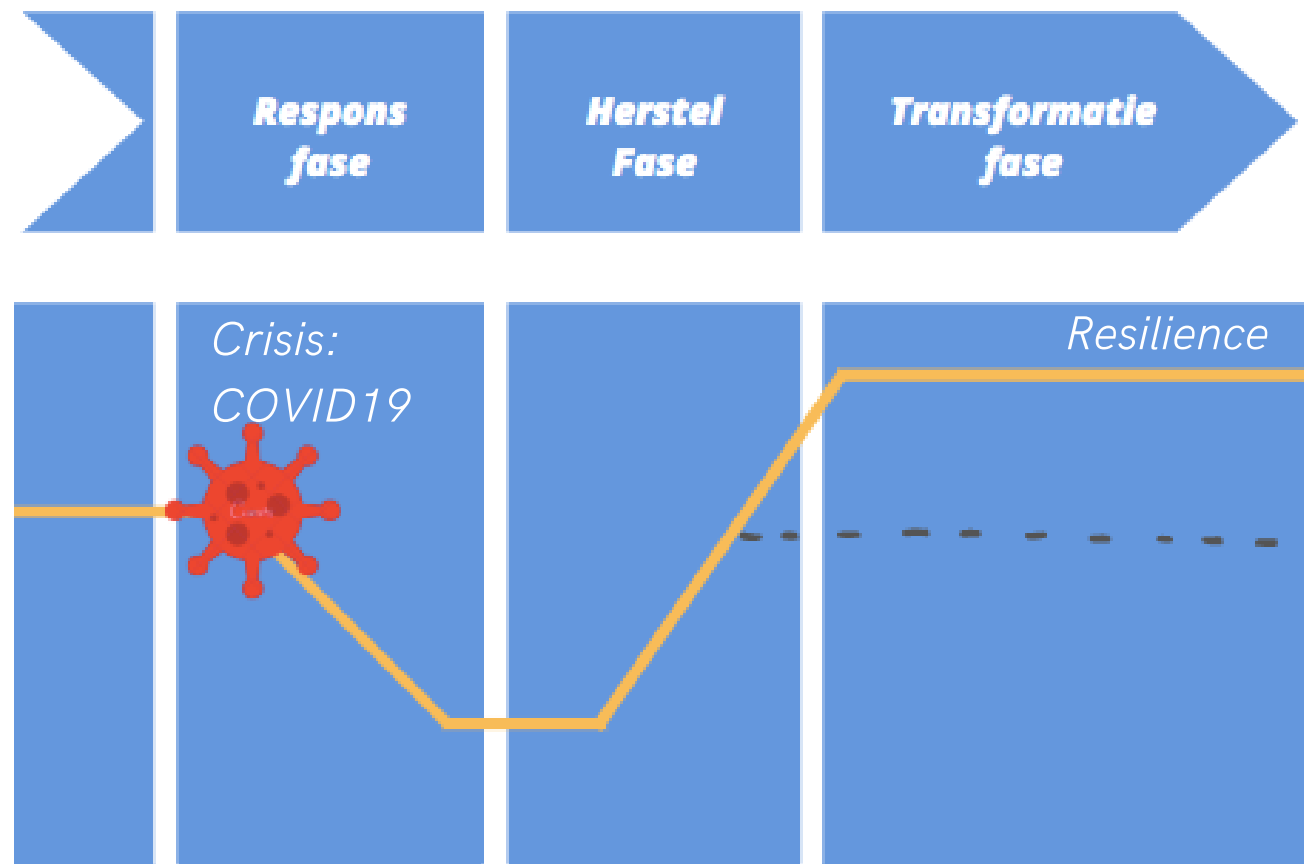 Respons
fase
Herstel
Fase
Transformatie
fase
Crisis:
COVID19
Resilience